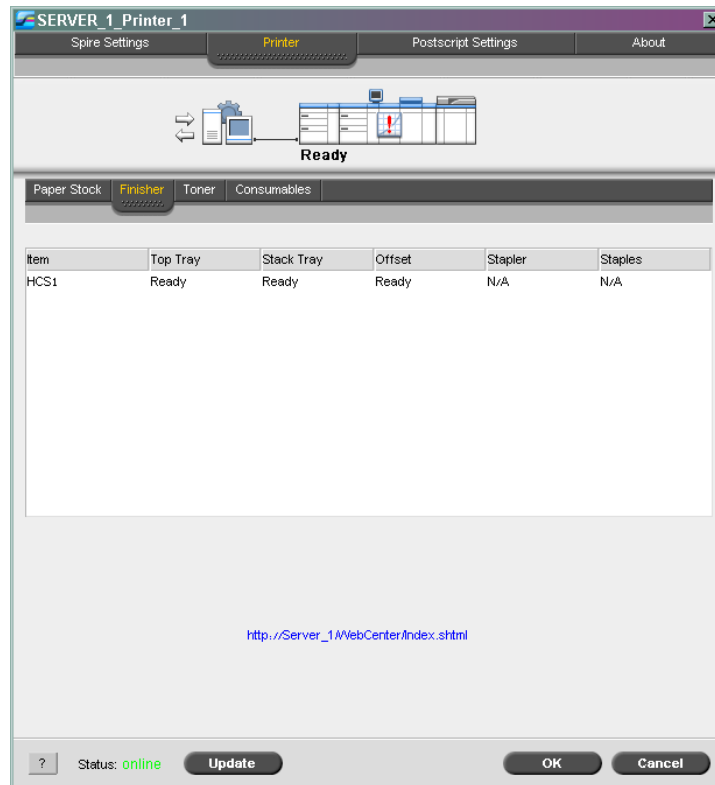 SERVER_1_Printer_1
Spire Settings Printer Postscript Settings About
Ready
Paper Stock Finisher Toner Consumables
Item Top Tray Stack Tray Offset Stapler Staples
HCS1 Ready Ready Ready N/A N/A
http://Server_1/WebCenter/Index.shtml
? Status: online Update OK Cancel